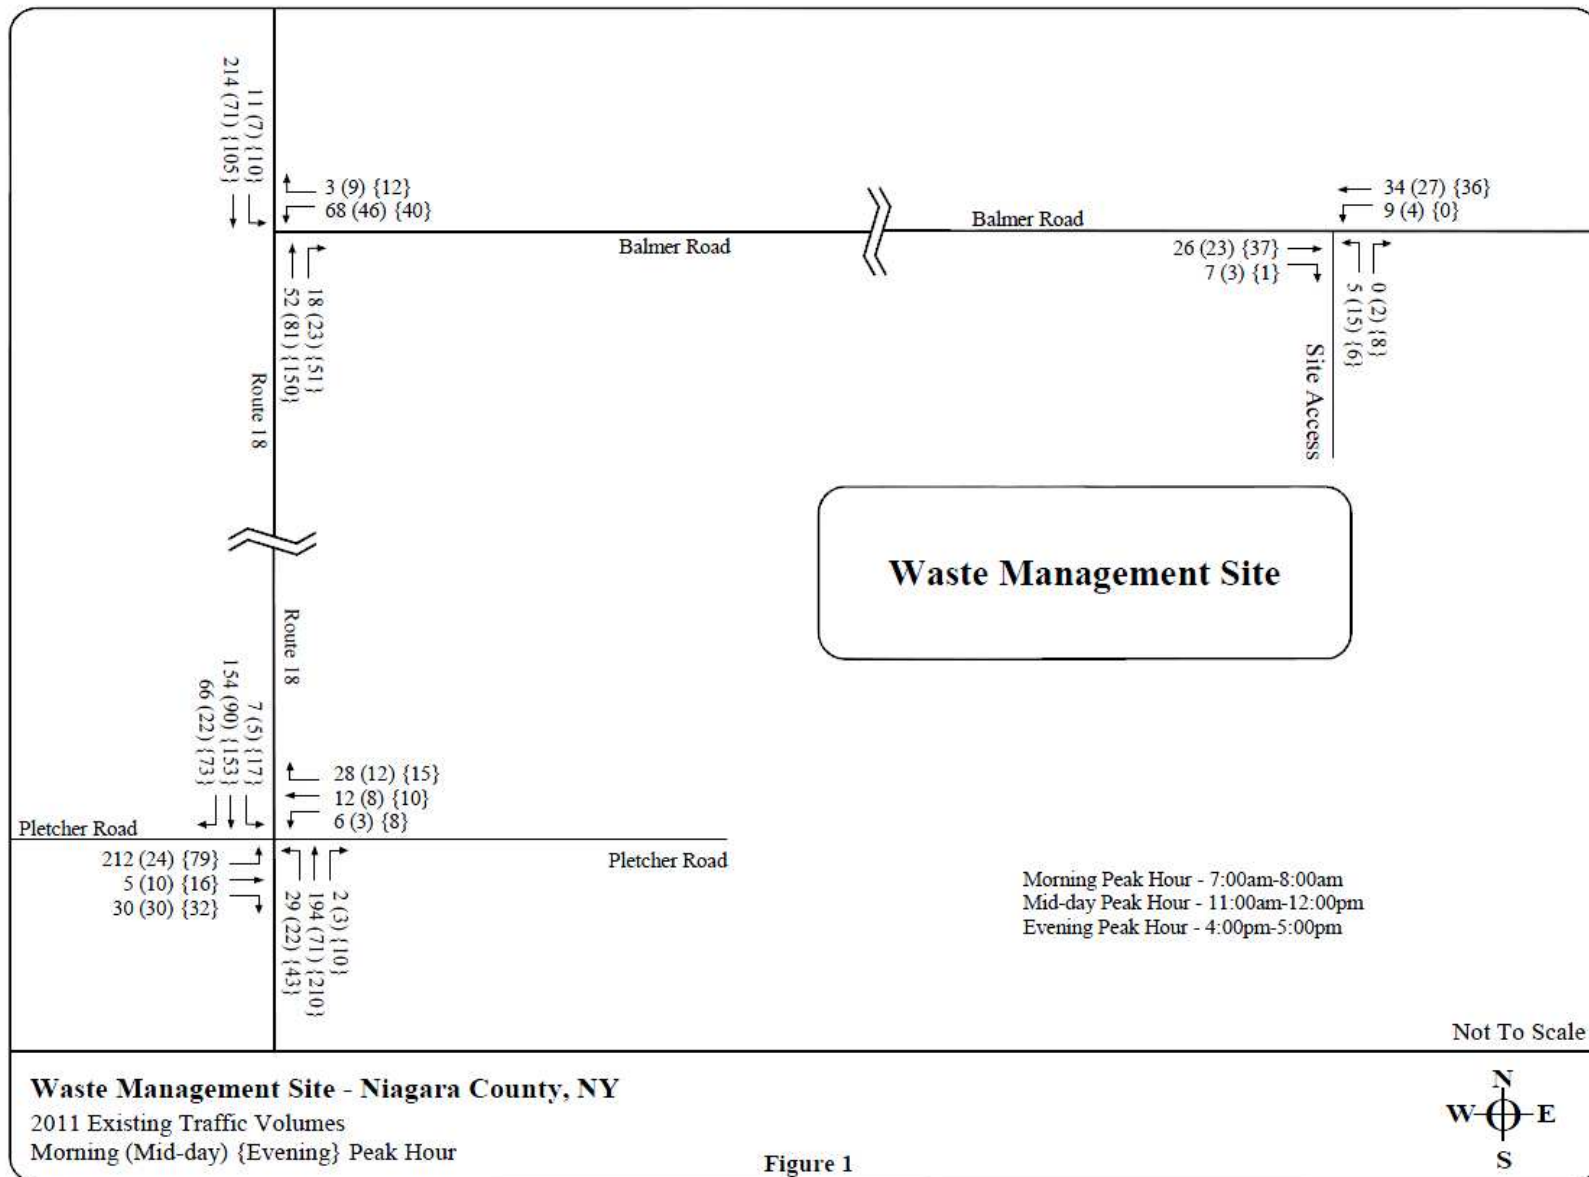 214 (71) {105}
11 (7) {10}
3 (9) {12}
68 (46) {40}
Balmer Road
Balmer Road
34 (27) {36}
9 (4) {0}
26 (23) {37}
7 (3) {1}
5 (15) {6}
0 (2) {8}
Site Access
52 (81) {150}
18 (23) {51}
Route 18
Waste Management Site
Route 18
66 (22) {73}
154 (90) {153}
7 (5) {17}
28 (12) {15}
12 (8) {10}
6 (3) {8}
Pletcher Road
Pletcher Road
212 (24) {79}
5 (10) {16}
30 (30) {32}
29 (22) {43}
194 (71) {210}
2 (3) {10}
Morning Peak Hour - 7:00am-8:00am
Mid-day Peak Hour - 11:00am-12:00pm
Evening Peak Hour - 4:00pm-5:00pm
Not To Scale
Waste Management Site - Niagara County, NY
2011 Existing Traffic Volumes
Morning (Mid-day) {Evening} Peak Hour
Figure 1
N
W E
S